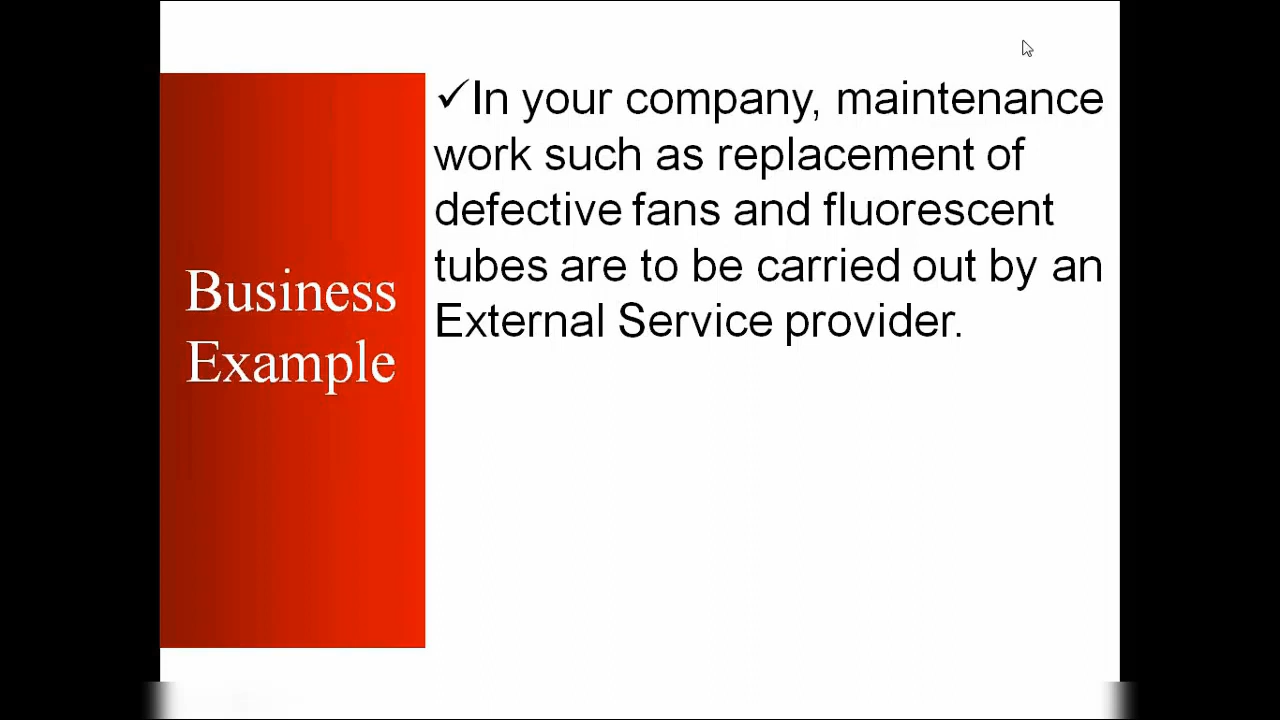 Business
Example
✓In your company, maintenance
work such as replacement of
defective fans and fluorescent
tubes are to be carried out by an
External Service provider.